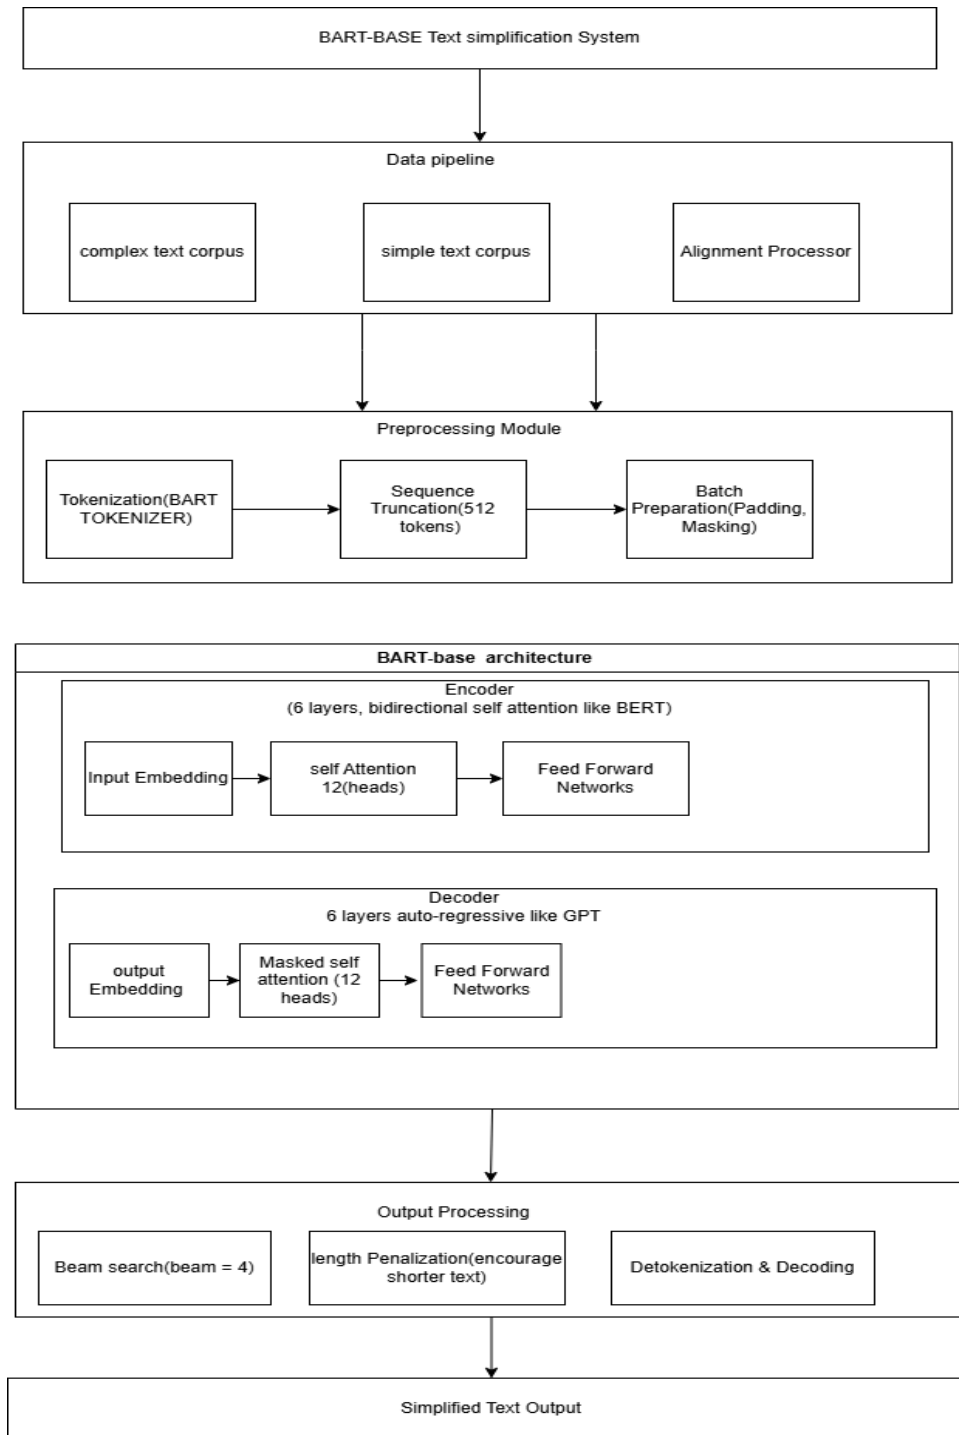 BART-BASE Text simplification System
Data pipeline
complex text corpus
simple text corpus
Alignment Processor
Preprocessing Module
Tokenization(BART
TOKENIZER)
Sequence
Truncation(512
tokens)
Batch
Preparation(Padding,
Masking)
BART-base architecture
Encoder
(6 layers, bidirectional self attention like BERT)
Input Embedding
self Attention
12(heads)
Feed Forward
Networks
Decoder
6 layers auto-regressive like GPT
output
Embedding
Masked self
attention (12
heads)
Feed Forward
Networks
Output Processing
Beam search(beam = 4)
length Penalization(encourage
shorter text)
Detokenization & Decoding
Simplified Text Output